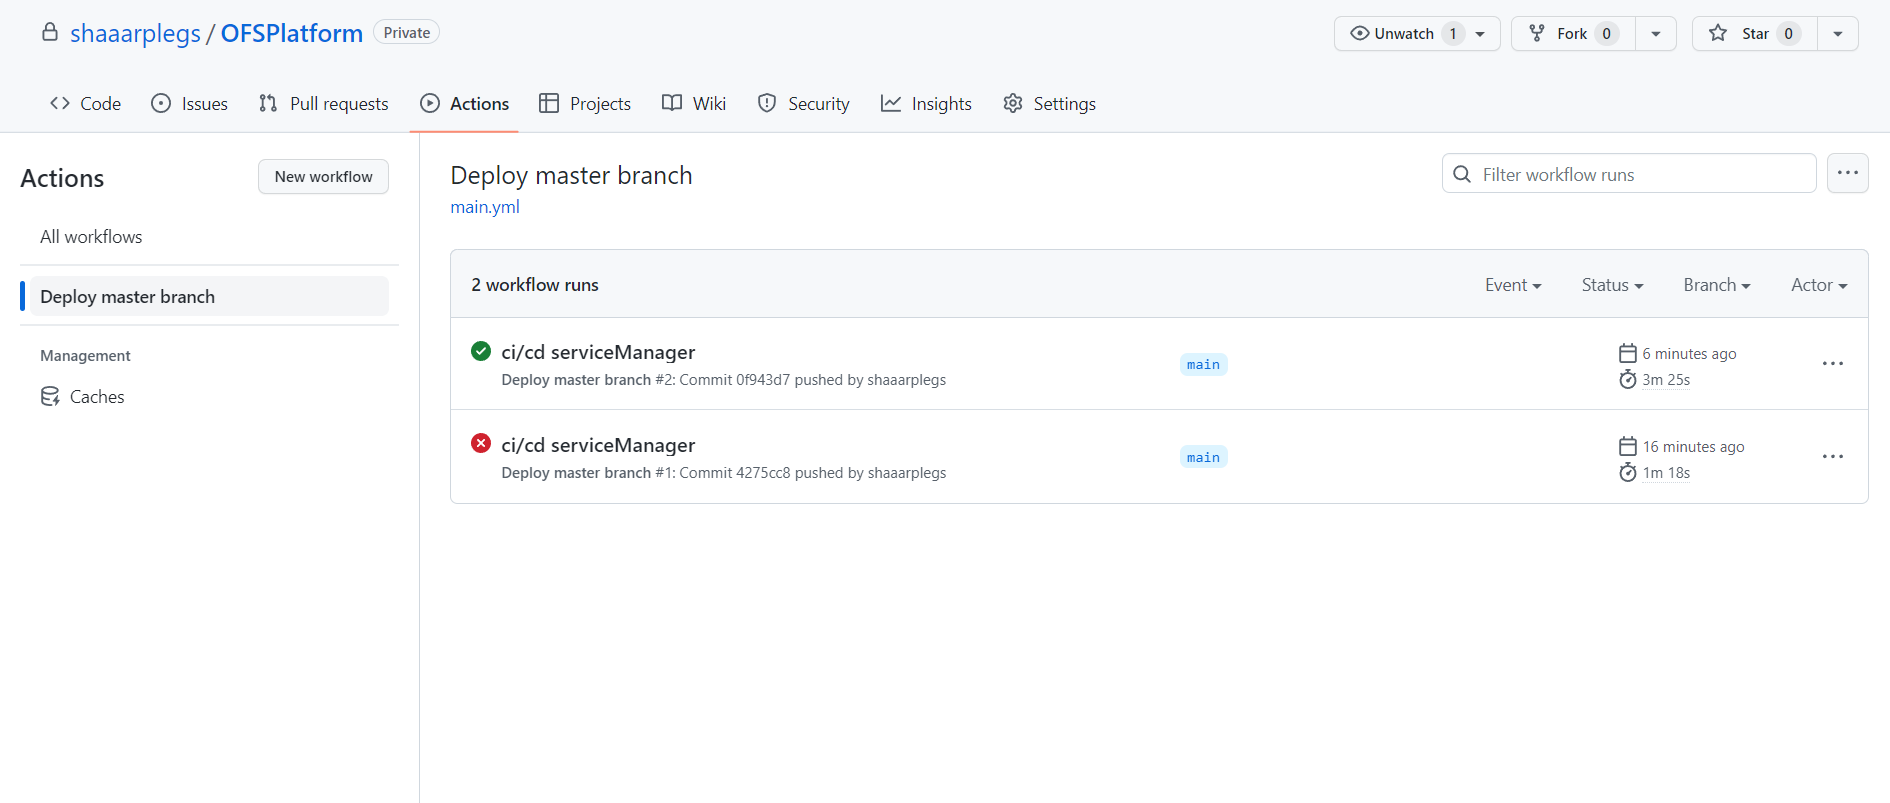 shaaarplegs / OFSPlatform Private
Unwatch 1
Fork 0
Star 0
Code
Issues
Pull requests
Actions
Projects
Wiki
Security
Insights
Settings
Actions
New workflow
All workflows
Deploy master branch
Management
Caches
Deploy master branch
main.yml
Filter workflow runs
2 workflow runs
Event
Status
Branch
Actor
ci/cd serviceManager
Deploy master branch #2: Commit 0f943d7 pushed by shaaarplegs
main
6 minutes ago
3m 25s
ci/cd serviceManager
Deploy master branch #1: Commit 4275cc8 pushed by shaaarplegs
main
16 minutes ago
1m 18s